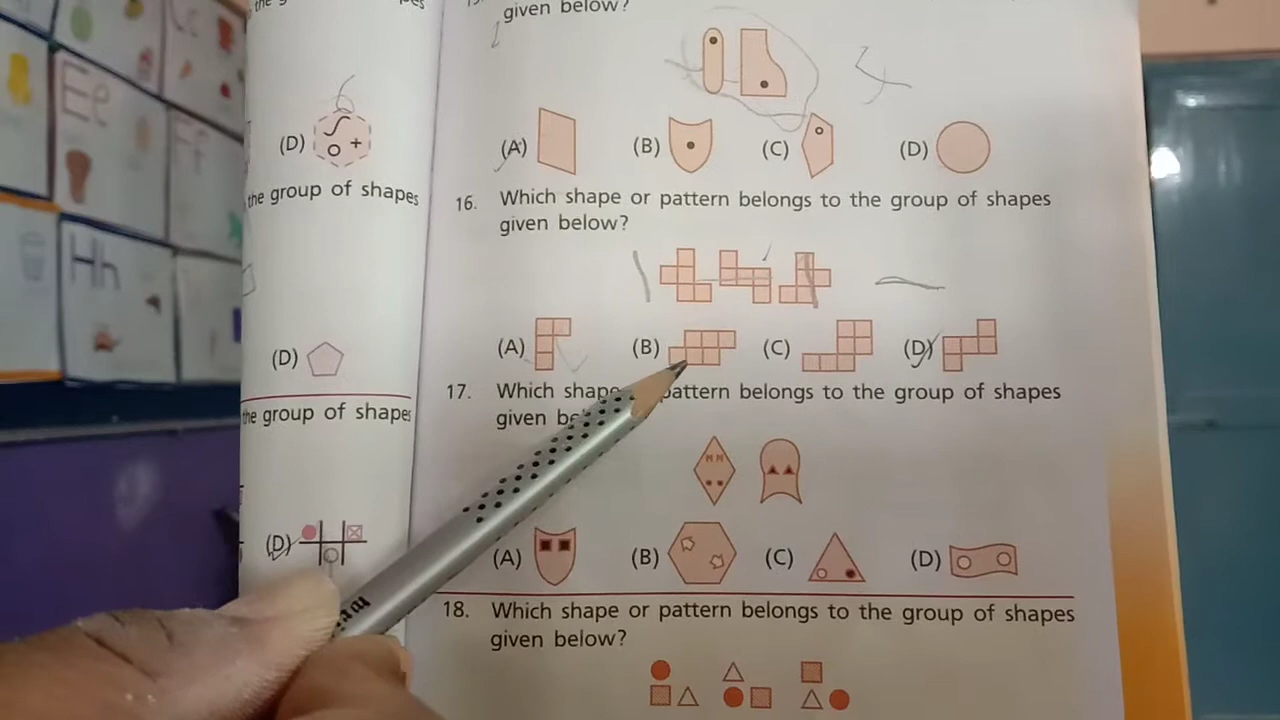 given below?
(A)
(B)
(C)
(D)
16. Which shape or pattern belongs to the group of shapes
given below?
(A)
(B)
(C)
(D)
17. Which shape pattern belongs to the group of shapes
given
(A)
(B)
(C)
(D)
18. Which shape or pattern belongs to the group of shapes
given below?
(D)
the group of shapes
(D)
the group of shapes
(D)
Ee
Hh